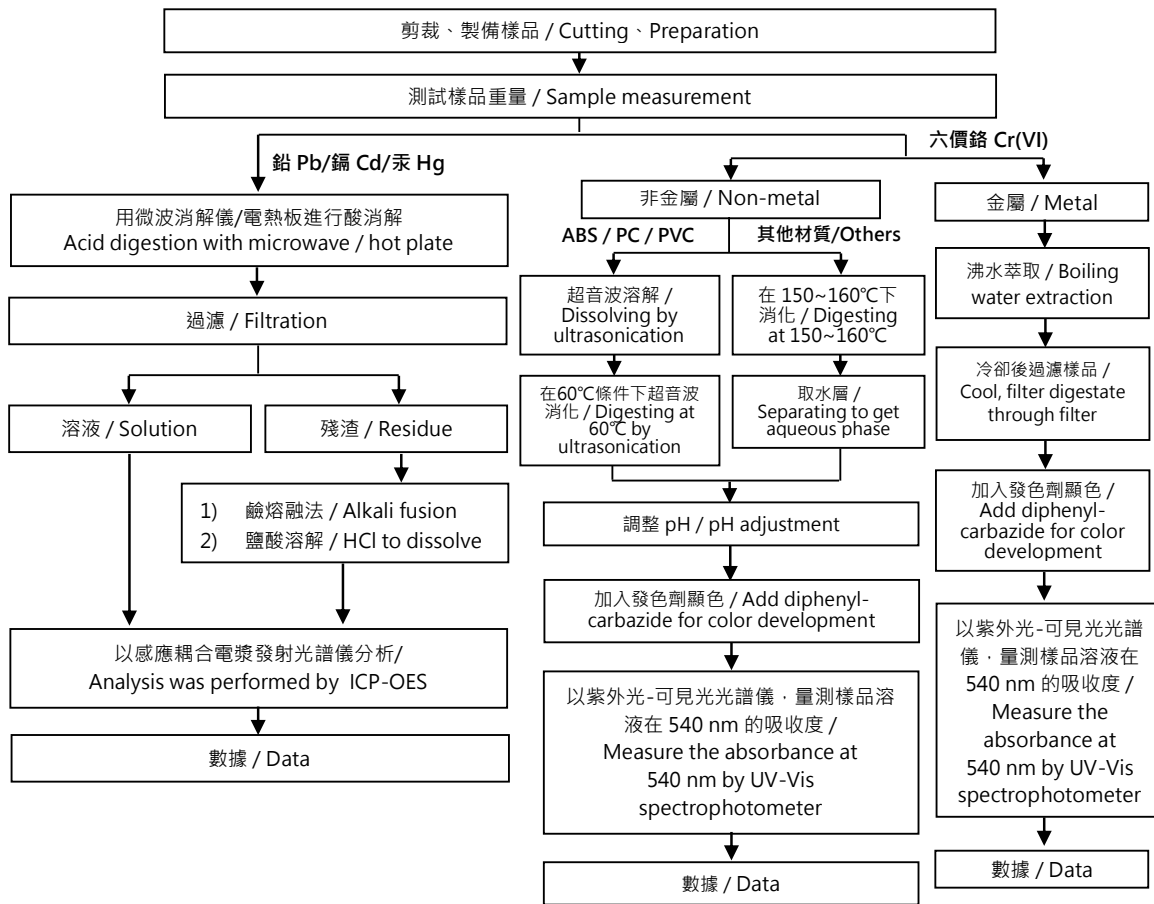 剪裁、製備樣品 / Cutting、Preparation
測試樣品重量 / Sample measurement
鉛 Pb/鎘 Cd/汞 Hg
用微波消解儀/電熱板進行酸消解
Acid digestion with microwave / hot plate
過濾 / Filtration
溶液 / Solution
殘渣 / Residue
1) 鹼熔融法 / Alkali fusion
2) 鹽酸溶解 / HCl to dissolve
以感應耦合電漿發射光譜儀分析/
Analysis was performed by ICP-OES
數據 / Data
六價鉻 Cr(VI)
非金屬 / Non-metal
ABS / PC / PVC
超音波溶解 /
Dissolving by
ultrasonication
在60℃條件下超音波
消化 / Digesting at
60℃ by
ultrasonication
其他材質/Others
在 150~160℃下
消化 / Digesting
at 150~160℃
取水層 /
Separating to get
aqueous phase
調整 pH / pH adjustment
加入發色劑顯色 / Add diphenyl-
carbazide for color development
以紫外光-可見光光譜儀，量測樣品溶
液在 540 nm 的吸收度 /
Measure the absorbance at
540 nm by UV-Vis
spectrophotometer
數據 / Data
金屬 / Metal
沸水萃取 / Boiling
water extraction
冷卻後過濾樣品 /
Cool, filter digestate
through filter
加入發色劑顯色 /
Add diphenyl-
carbazide for color
development
以紫外光-可見光光譜
儀，量測樣品溶液在
540 nm 的吸收度 /
Measure the
absorbance at
540 nm by UV-Vis
spectrophotometer
數據 / Data